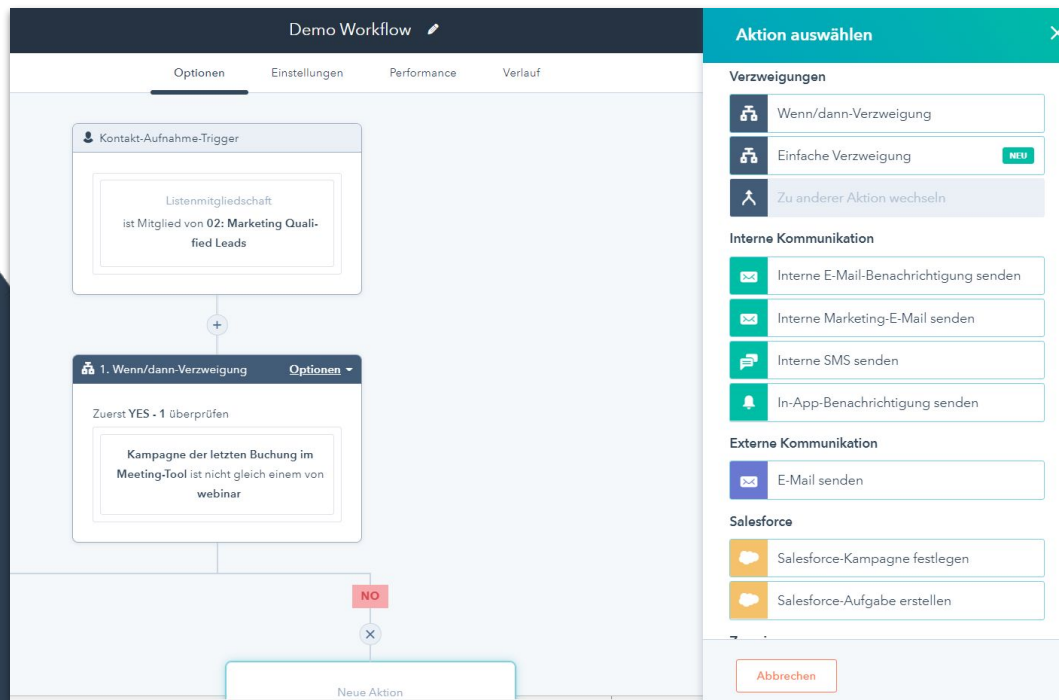 Demo Workflow
Optionen
Einstellungen
Performance
Verlauf
Kontakt-Aufnahme-Trigger
Listenmitgliedschaft
ist Mitglied von 02: Marketing Quali-
fied Leads
1. Wenn/dann-Verzweigung
Optionen
Zuerst YES - 1 überprüfen
Kampagne der letzten Buchung im
Meeting-Tool ist nicht gleich einem von
webinar
NO
Neue Aktion
Aktion auswählen
Verzweigungen
Wenn/dann-Verzweigung
Einfache Verzweigung
NEU
Zu anderer Aktion wechseln
Interne Kommunikation
Interne E-Mail-Benachrichtigung senden
Interne Marketing-E-Mail senden
Interne SMS senden
In-App-Benachrichtigung senden
Externe Kommunikation
E-Mail senden
Salesforce
Salesforce-Kampagne festlegen
Salesforce-Aufgabe erstellen
Abbrechen